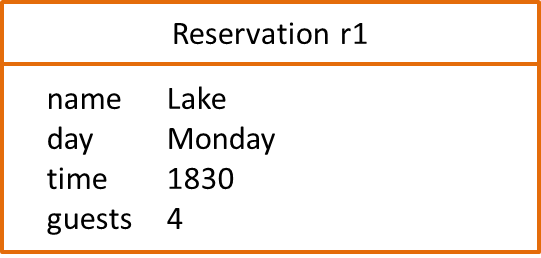 Reservation r1
name Lake
day Monday
time 1830
guests 4